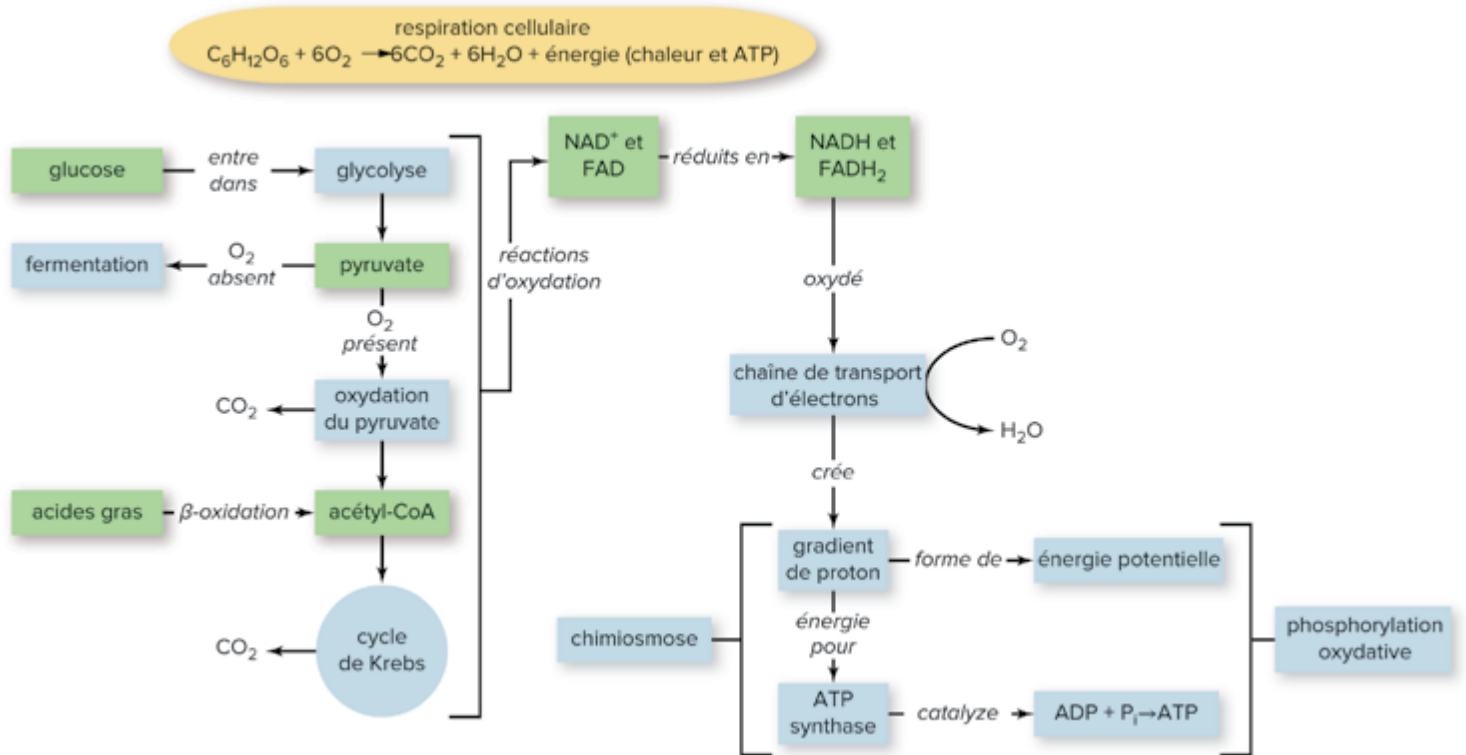 respiration cellulaire
C₆H₁₂O₆ + 6O₂ →6CO₂ + 6H₂O + énergie (chaleur et ATP)
glucose
entre
dans
glycolyse
fermentation
O₂
absent
pyruvate
O₂
présent
CO₂
oxydation
du pyruvate
acides gras
β-oxidation
acétyl-CoA
CO₂
cycle
de Krebs
réactions
d'oxydation
NAD⁺ et
FAD
réduits en
NADH et
FADH₂
oxydé
chaîne de transport
d'électrons
O₂
H₂O
crée
gradient
de proton
forme de
énergie potentielle
énergie
pour
chimiosmose
phosphorylation
oxydative
ATP
synthase
catalyze
ADP + Pᵢ→ATP